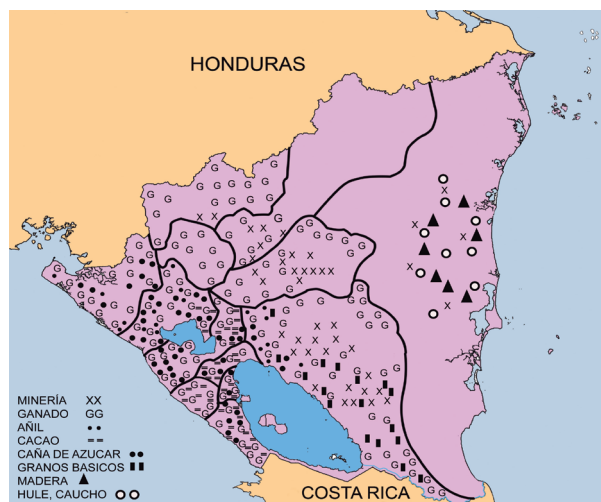 HONDURAS
MINERÍA XX
GANADO GG
AÑIL
CACAO ==
CAÑA DE AZUCAR
GRANOS BASICOS
MADERA
HULE, CAUCHO
COSTA RICA